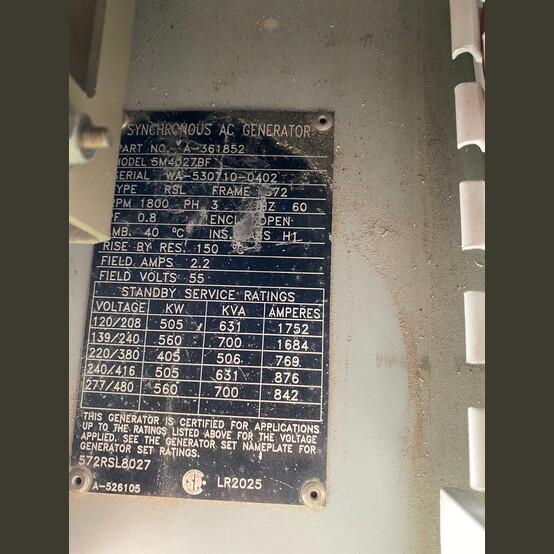 SYNCHRONOUS AC GENERATOR
PART NO. A-361852
MODEL 5M4027BF
SERIAL WA-530710-0402
TYPE RSL FRAME 572
RPM 1800 PH 3 HZ 60
PF 0.8 ENCL OPEN
AMB. 40 °C INS. H1
RISE BY RES. 150 °C
FIELD AMPS 2.2
FIELD VOLTS 55
STANDBY SERVICE RATINGS
VOLTAGE KW KVA AMPERES
120/208 505 631 1752
139/240 560 700 1684
220/380 405 506 769
240/416 505 631 876
277/480 560 700 842
THIS GENERATOR IS CERTIFIED FOR APPLICATIONS
UP TO THE RATINGS LISTED ABOVE FOR THE VOLTAGE
APPLIED. SEE THE GENERATOR SET NAMEPLATE FOR
GENERATOR SET RATINGS.
572RSL8027
A-526105 LR2025